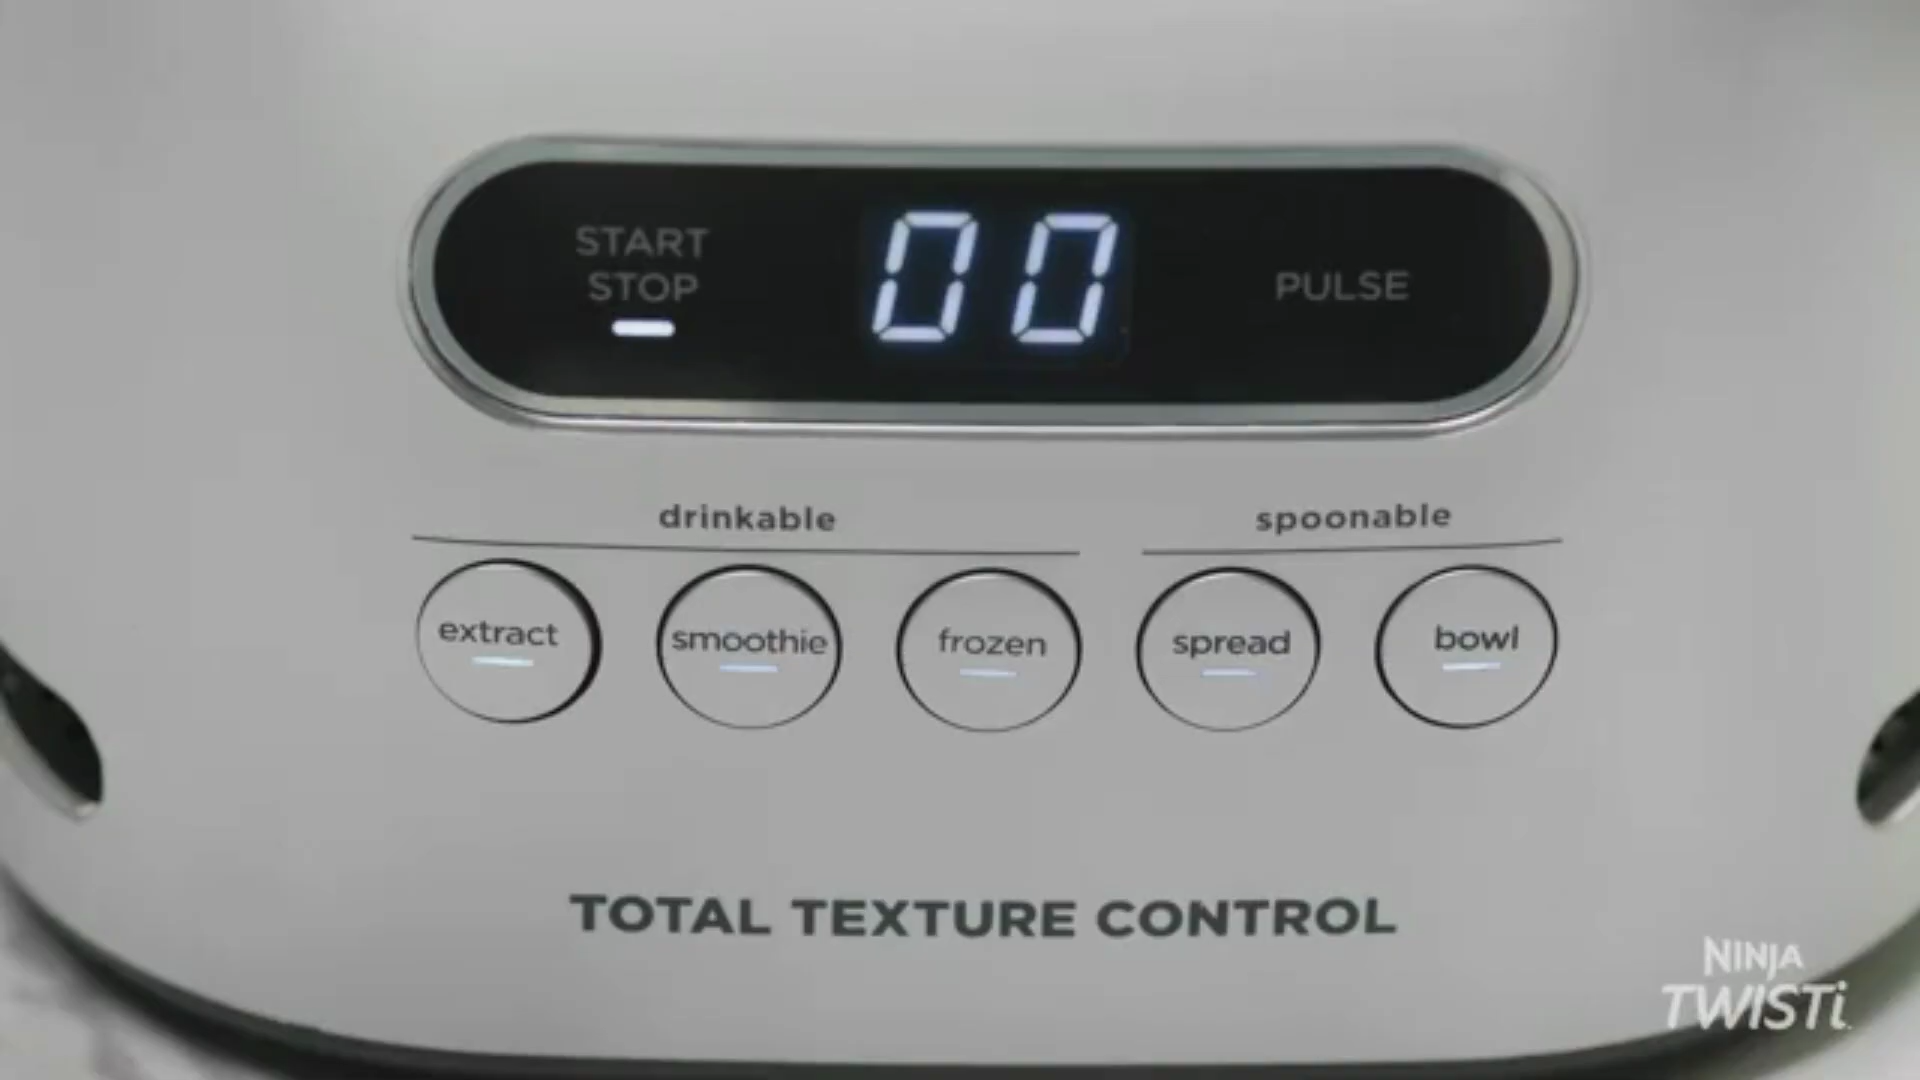 START
STOP
00
PULSE
drinkable
spoonable
extract
smoothie
frozen
spread
bowl
TOTAL TEXTURE CONTROL
NINJA
TWISTi